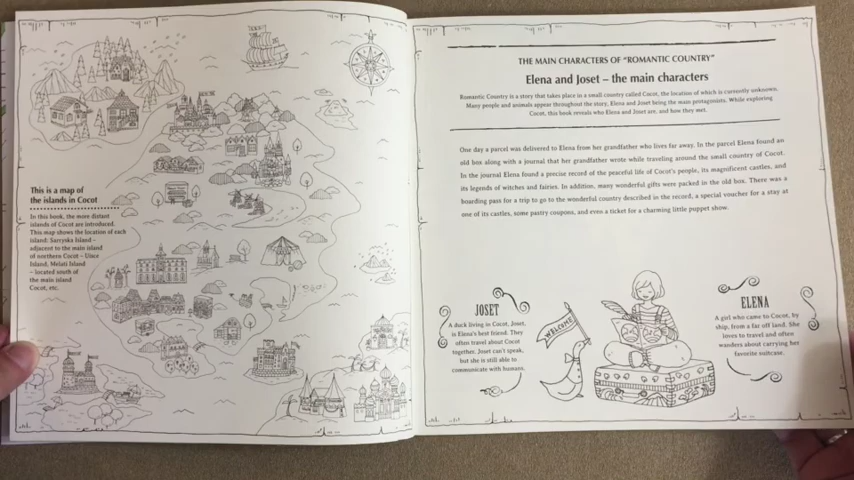 This is a map of
the islands in Cocot
In this book, the more distant
islands of Cocot are introduced.
This map shows the location of each
island: Sarcyska Island –
adjacent to the main island
of northern Cocot – Uisce
Island, Melati Island
– located south of
the main island
Cocot, etc.
THE MAIN CHARACTERS OF "ROMANTIC COUNTRY"
Elena and Joset – the main characters
Romantic Country is a story that takes place in a small country called Cocot, the location of which is currently unknown.
Many people and animals appear throughout the story, Elena and Joset being the main protagonists. While exploring
Cocot, this book reveals who Elena and Joset are, and how they met.
One day a parcel was delivered to Elena from her grandfather who lives far away. In the parcel Elena found an
old box along with a journal that her grandfather wrote while traveling around the small country of Cocot.
In the journal Elena found a precise record of the peaceful life of Cocot's people, its magnificent castles, and
its legends of witches and fairies. In addition, many wonderful gifts were packed in the old box. There was a
boarding pass for a trip to go to the wonderful country described in the record, a special voucher for a stay at
one of its castles, some pastry coupons, and even a ticket for a charming little puppet show.
JOSET
A duck living in Cocot, Joset,
is Elena's best friend. They
often travel about Cocot
together. Joset can't speak,
but she is still able to
communicate with humans.
WELCOME
ELENA
A girl who came to Cocot, by
ship, from a far off land. She
loves to travel and often
wanders about carrying her
favorite suitcase.